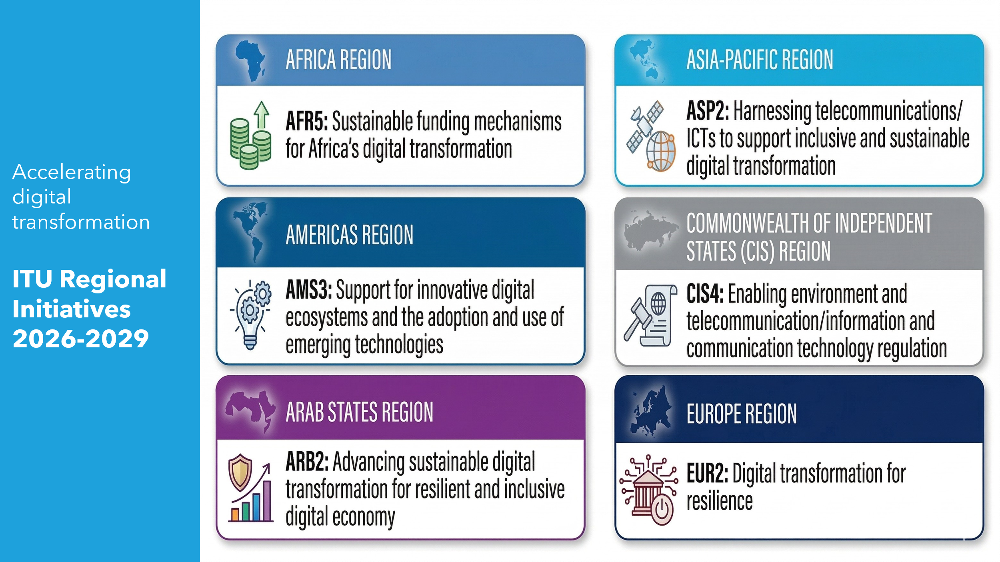 Accelerating
digital
transformation
ITU Regional
Initiatives
2026-2029
AFRICA REGION
AFR5: Sustainable funding mechanisms
for Africa’s digital transformation
ASIA-PACIFIC REGION
ASP2: Harnessing telecommunications/
ICTs to support inclusive and sustainable
digital transformation
AMERICAS REGION
AMS3: Support for innovative digital
ecosystems and the adoption and use of
emerging technologies
COMMONWEALTH OF INDEPENDENT
STATES (CIS) REGION
CIS4: Enabling environment and
telecommunication/information and
communication technology regulation
ARAB STATES REGION
ARB2: Advancing sustainable digital
transformation for resilient and inclusive
digital economy
EUROPE REGION
EUR2: Digital transformation for
resilience